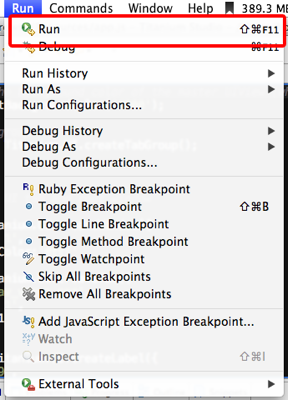 Run Commands Window Help 389.3 M
Run ⇧⌘F11
Debug ⌘F11
Run History
Run As
Run Configurations...
Debug History
Debug As
Debug Configurations...
Ruby Exception Breakpoint
Toggle Breakpoint ⇧⌘B
Toggle Line Breakpoint
Toggle Method Breakpoint
Toggle Watchpoint
Skip All Breakpoints
Remove All Breakpoints
Add JavaScript Exception Breakpoint...
Watch
Inspect ⇧⌘I
External Tools